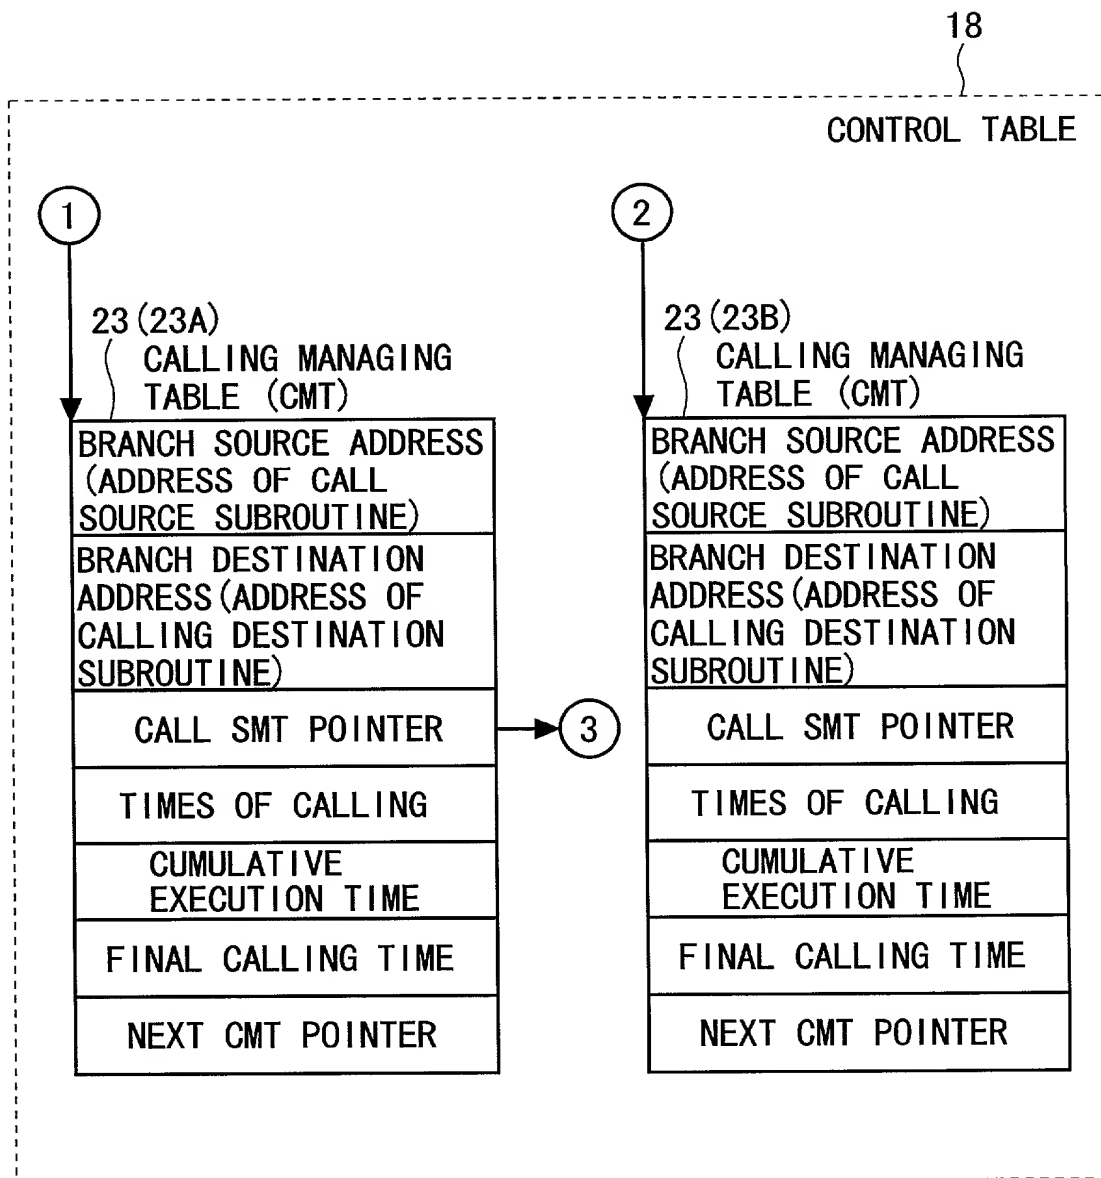 18
CONTROL TABLE
1
2
23(23A)
CALLING MANAGING
TABLE (CMT)
BRANCH SOURCE ADDRESS
(ADDRESS OF CALL
SOURCE SUBROUTINE)
BRANCH DESTINATION
ADDRESS(ADDRESS OF
CALLING DESTINATION
SUBROUTINE)
CALL SMT POINTER
3
TIMES OF CALLING
CUMULATIVE
EXECUTION TIME
FINAL CALLING TIME
NEXT CMT POINTER
23(23B)
CALLING MANAGING
TABLE (CMT)
BRANCH SOURCE ADDRESS
(ADDRESS OF CALL
SOURCE SUBROUTINE)
BRANCH DESTINATION
ADDRESS(ADDRESS OF
CALLING DESTINATION
SUBROUTINE)
CALL SMT POINTER
TIMES OF CALLING
CUMULATIVE
EXECUTION TIME
FINAL CALLING TIME
NEXT CMT POINTER